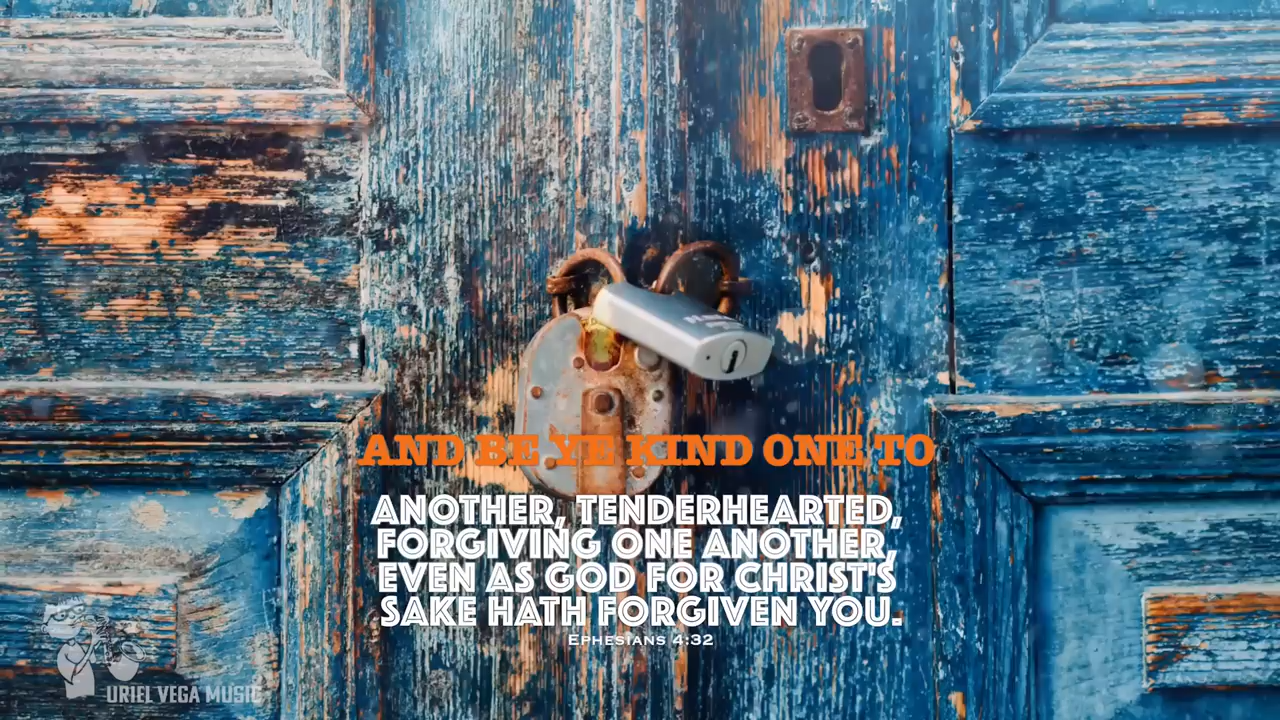 AND BE YE KIND ONE TO
ANOTHER, TENDERHEARTED,
FORGIVING ONE ANOTHER,
EVEN AS GOD FOR CHRIST'S
SAKE HATH FORGIVEN YOU.
EPHESIANS 4:32
URIEL VEGA MUSIC